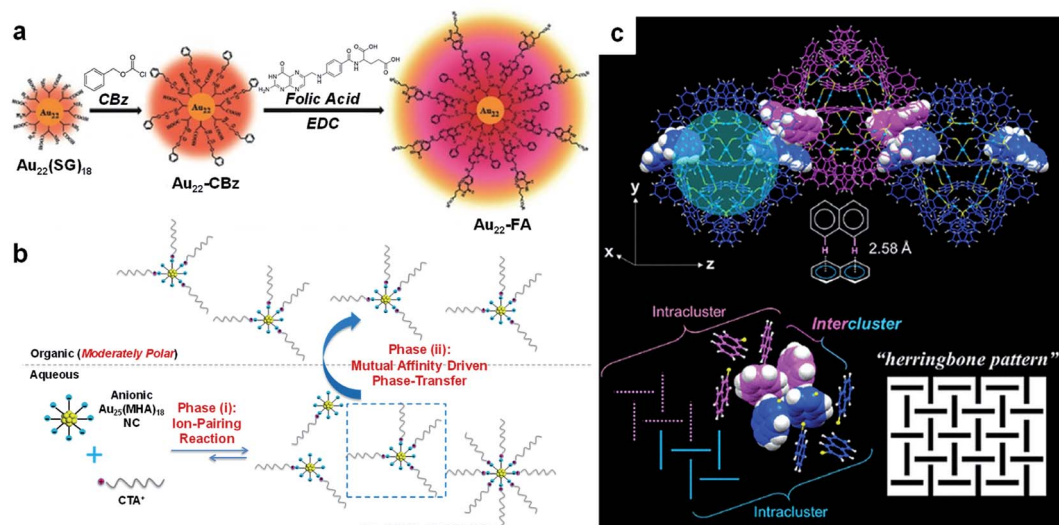 a
CBz
Folic Acid
EDC
Au22
Au22
Au22
Au₂₂(SG)₁₈
Au₂₂-CBz
Au₂₂-FA
b
Organic (Moderately Polar)
Aqueous
Anionic
Au₂₅(MHA)₁₈
NC
+
CTA⁺
Phase (i):
Ion-Pairing
Reaction
Phase (ii):
Mutual Affinity Driven
Phase-Transfer
c
y
x
z
H H
2.58 Å
Intracluster
Intercluster
"herringbone pattern"
Intracluster